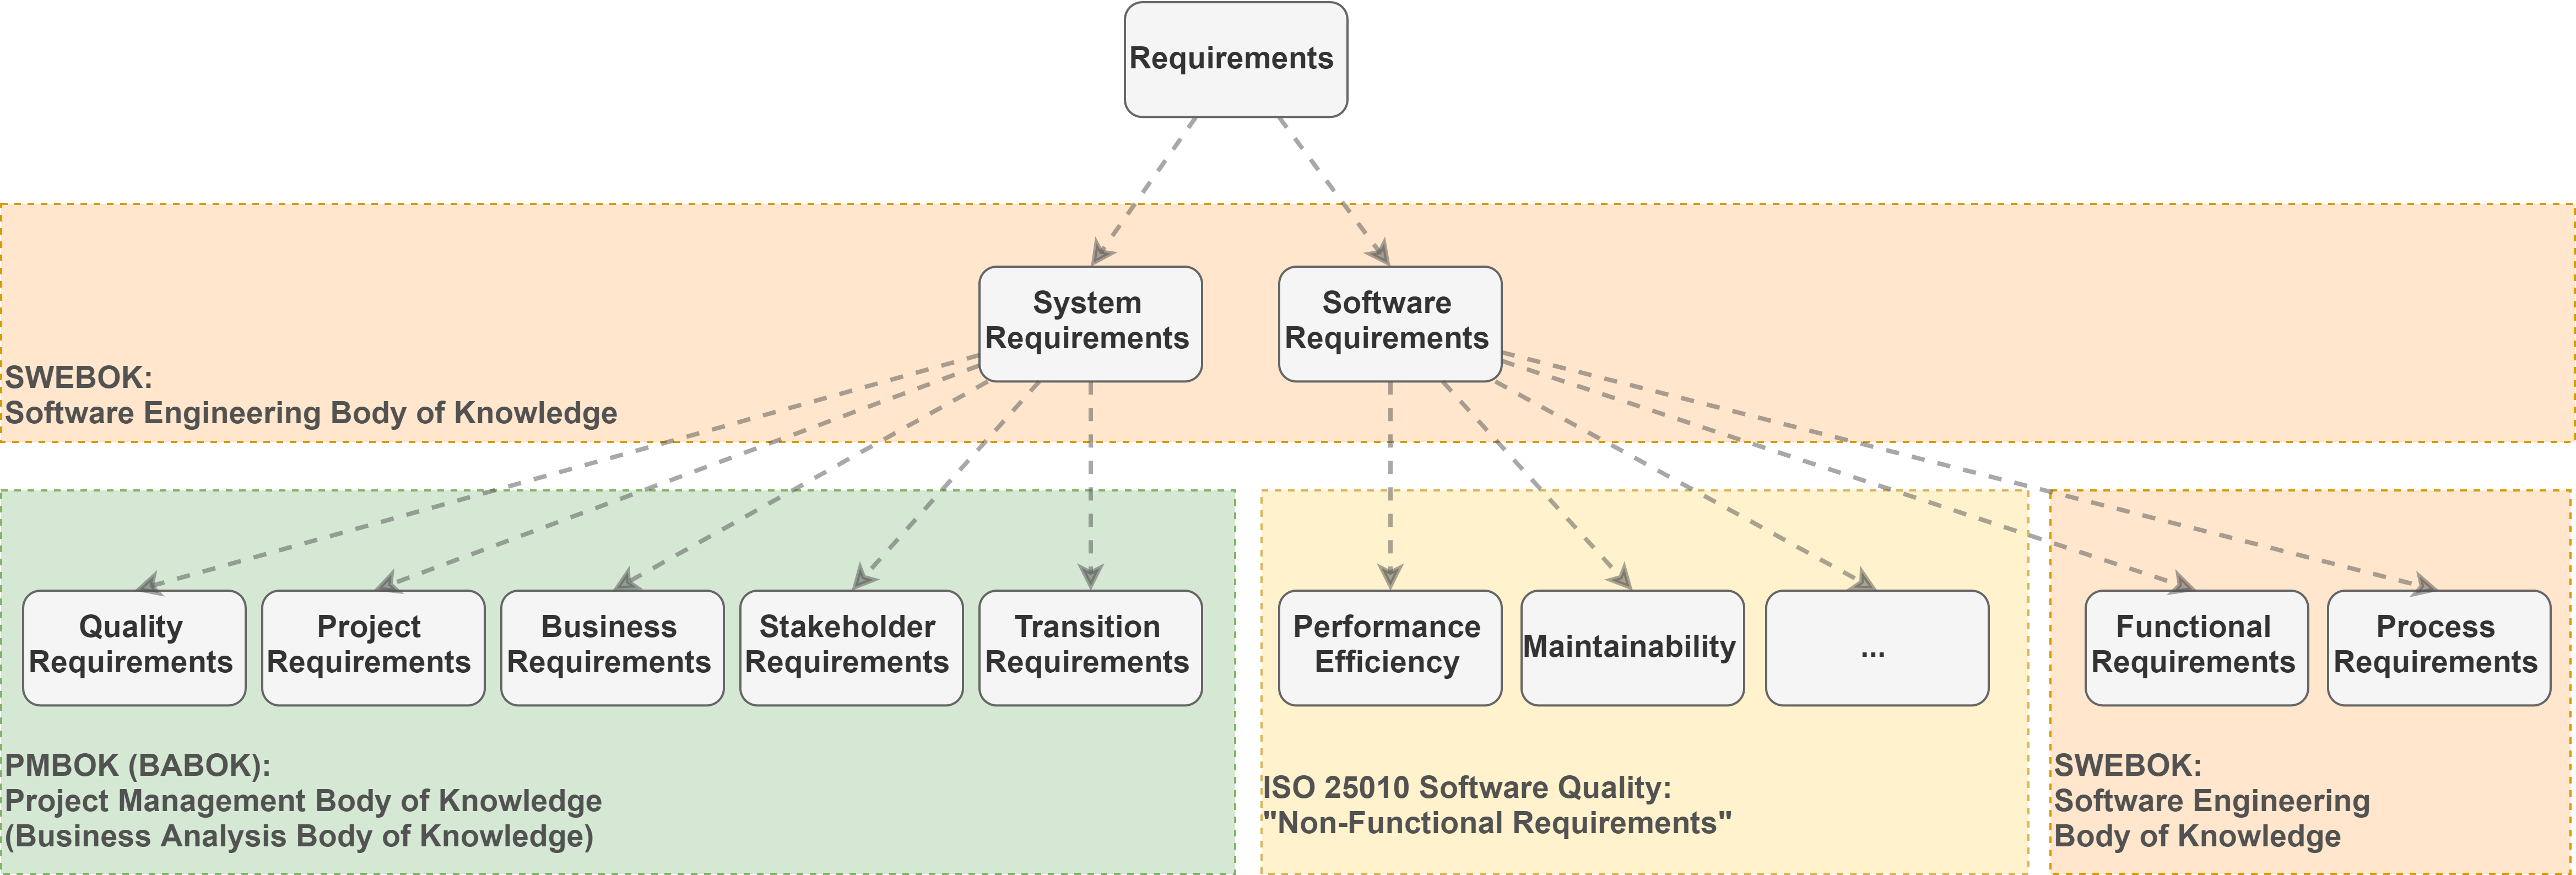 Requirements
System
Requirements
Software
Requirements
SWEBOK:
Software Engineering Body of Knowledge
Quality
Requirements
Project
Requirements
Business
Requirements
Stakeholder
Requirements
Transition
Requirements
Performance
Efficiency
Maintainability
...
Functional
Requirements
Process
Requirements
PMBOK (BABOK):
Project Management Body of Knowledge
(Business Analysis Body of Knowledge)
ISO 25010 Software Quality:
"Non-Functional Requirements"
SWEBOK:
Software Engineering
Body of Knowledge